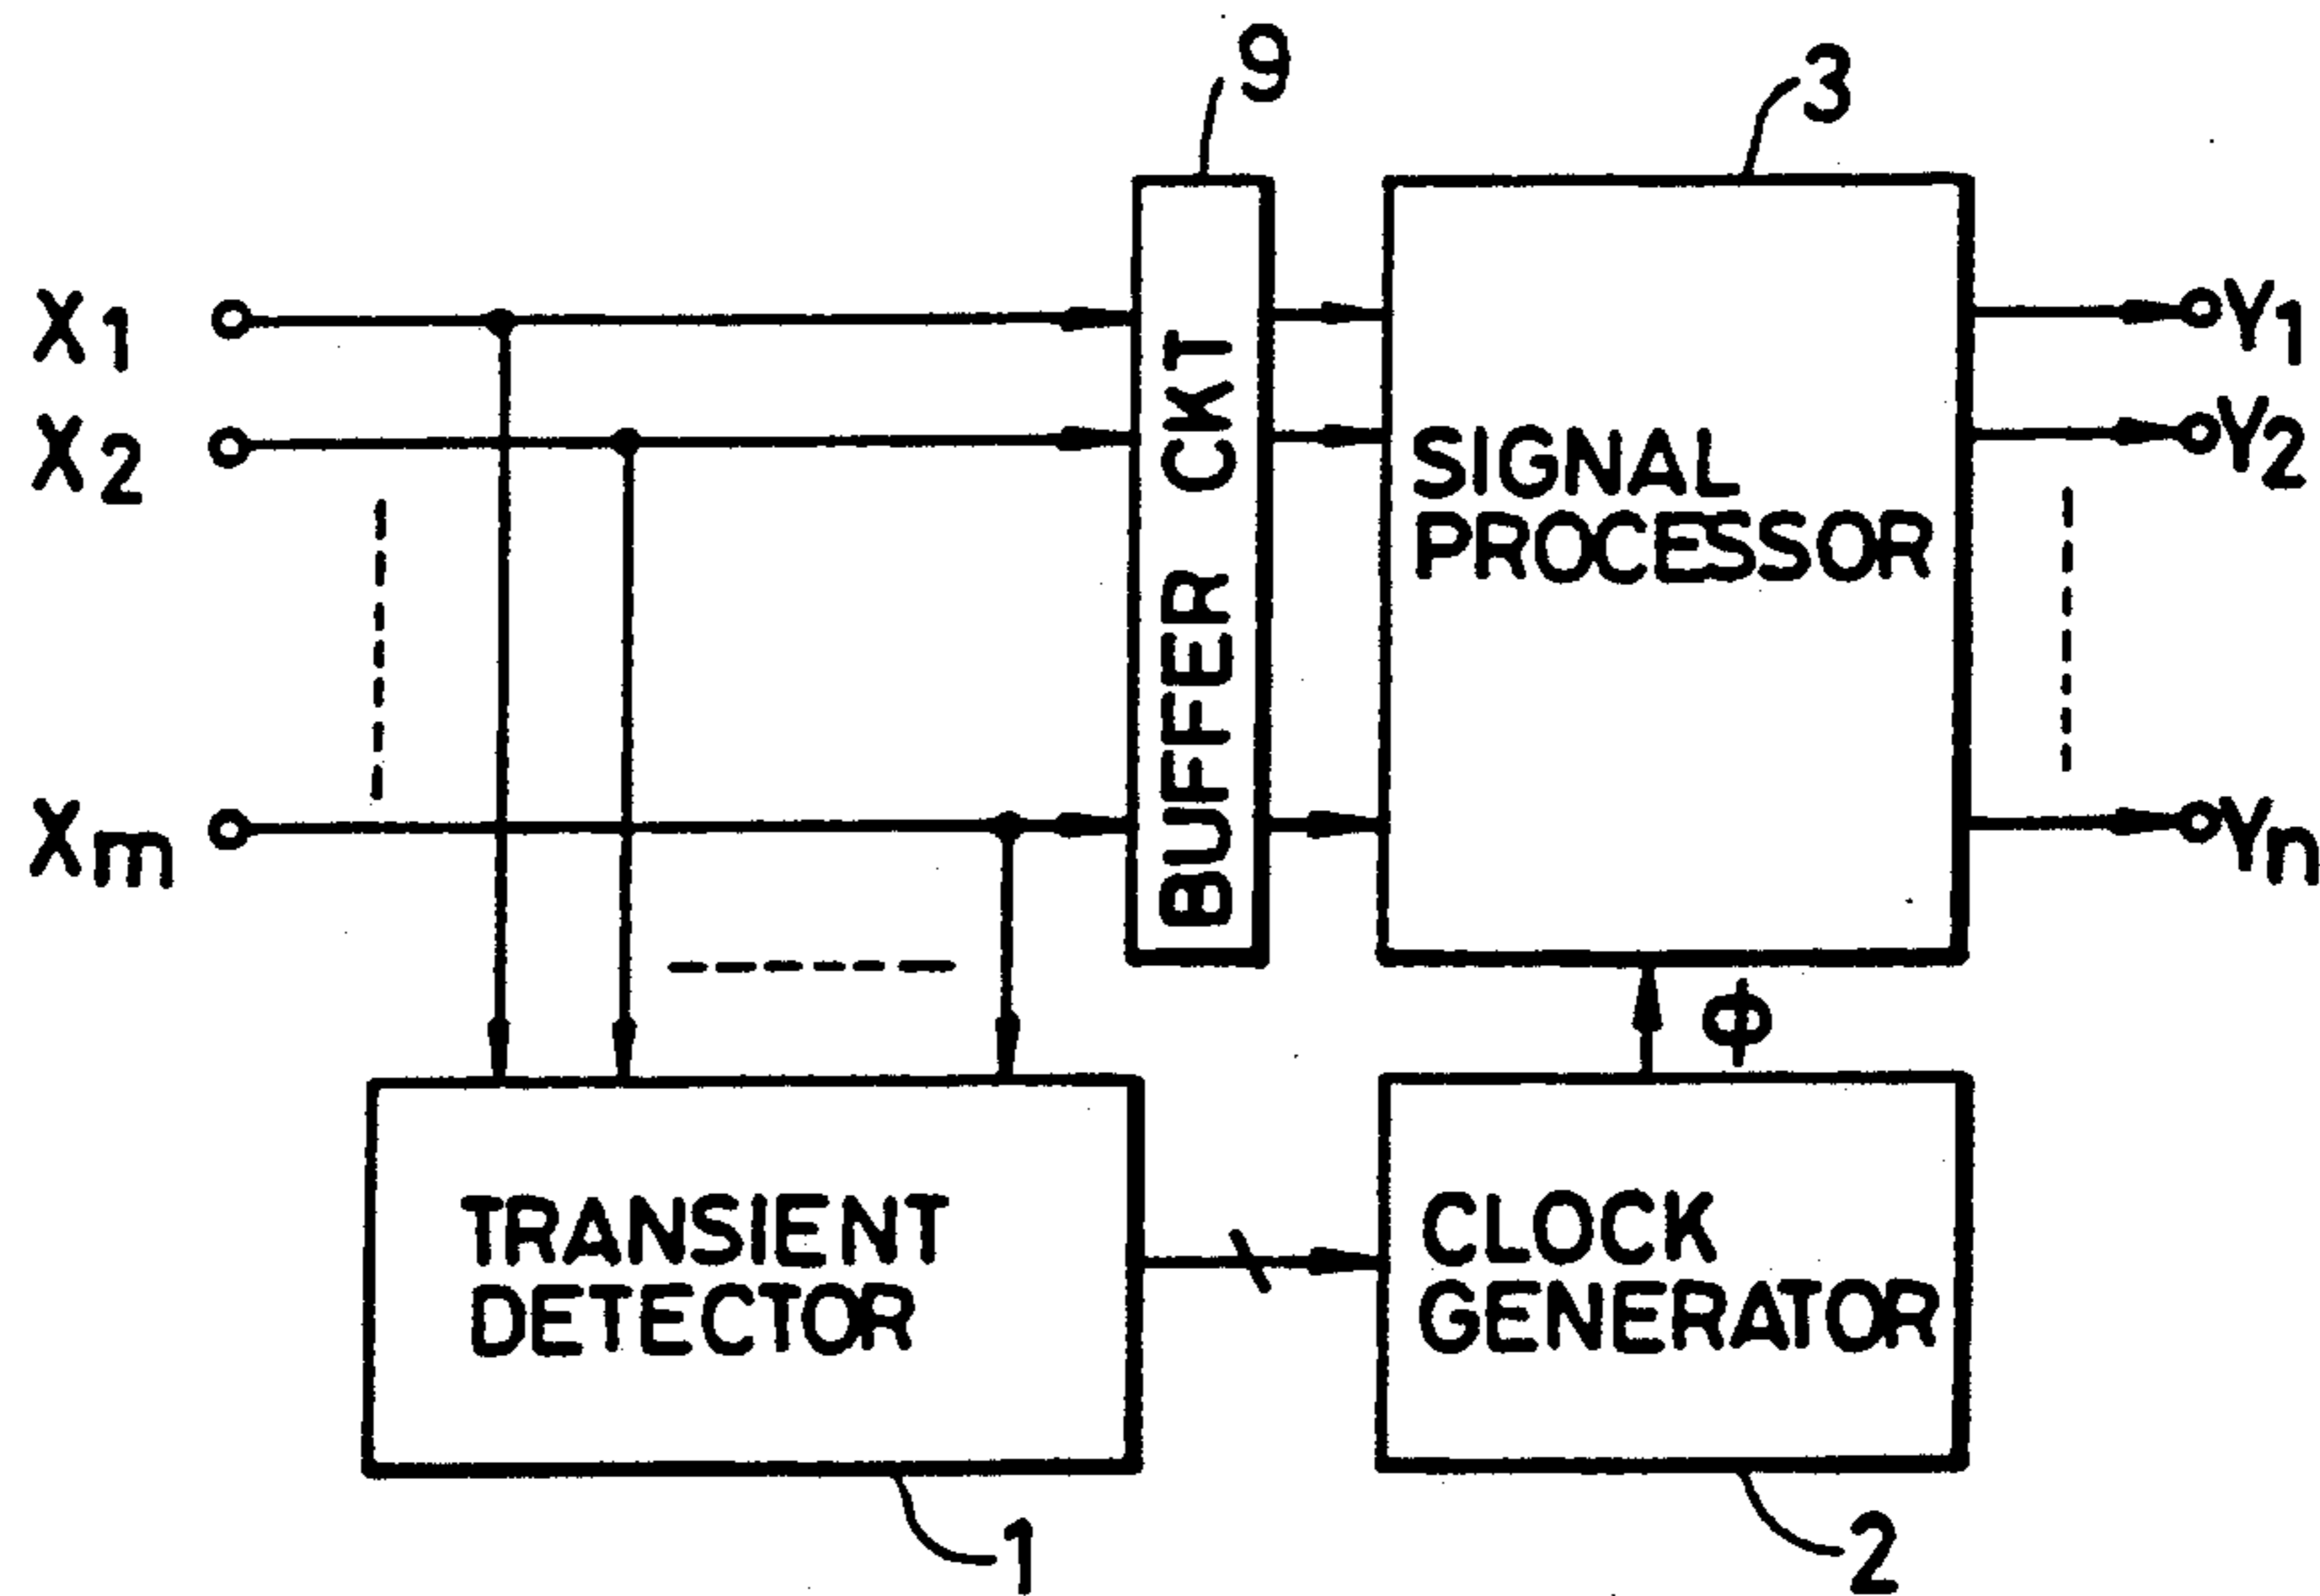 9
3
X1
Y1
X2
Y2
BUFFER CKT
SIGNAL
PROCESSOR
Xm
Yn
Φ
TRANSIENT
DETECTOR
CLOCK
GENERATOR
1
2